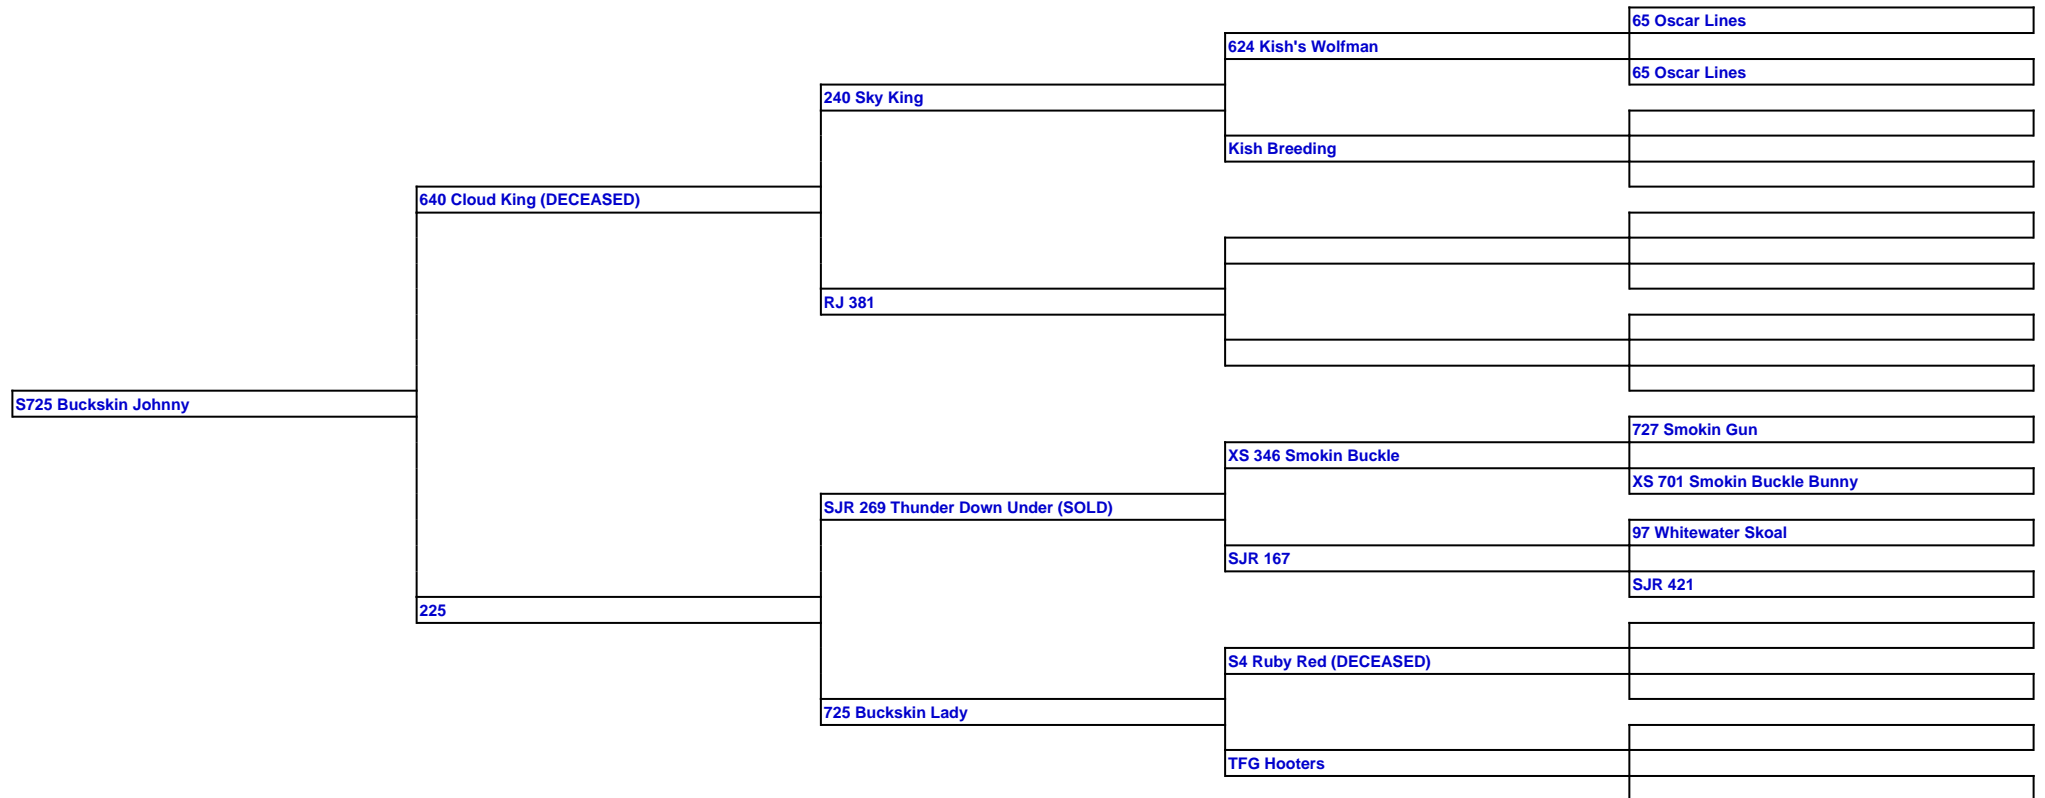 65 Oscar Lines
624 Kish's Wolfman
65 Oscar Lines
240 Sky King
Kish Breeding
640 Cloud King (DECEASED)
RJ 381
S725 Buckskin Johnny
727 Smokin Gun
XS 346 Smokin Buckle
XS 701 Smokin Buckle Bunny
SJR 269 Thunder Down Under (SOLD)
97 Whitewater Skoal
SJR 167
SJR 421
225
S4 Ruby Red (DECEASED)
725 Buckskin Lady
TFG Hooters